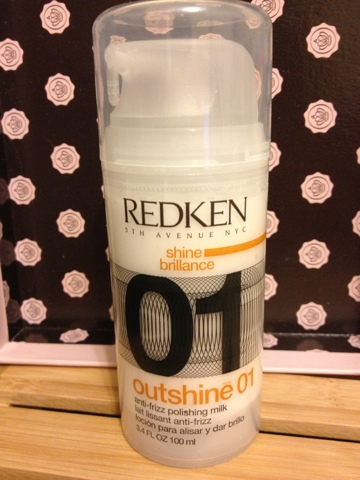 REDKEN
5TH AVENUE NYC
shine
brillance
01
outshine 01
anti-frizz polishing milk
lait lissant anti-frizz
loción para alisar y dar brillo
3.4 FL OZ 100 ml